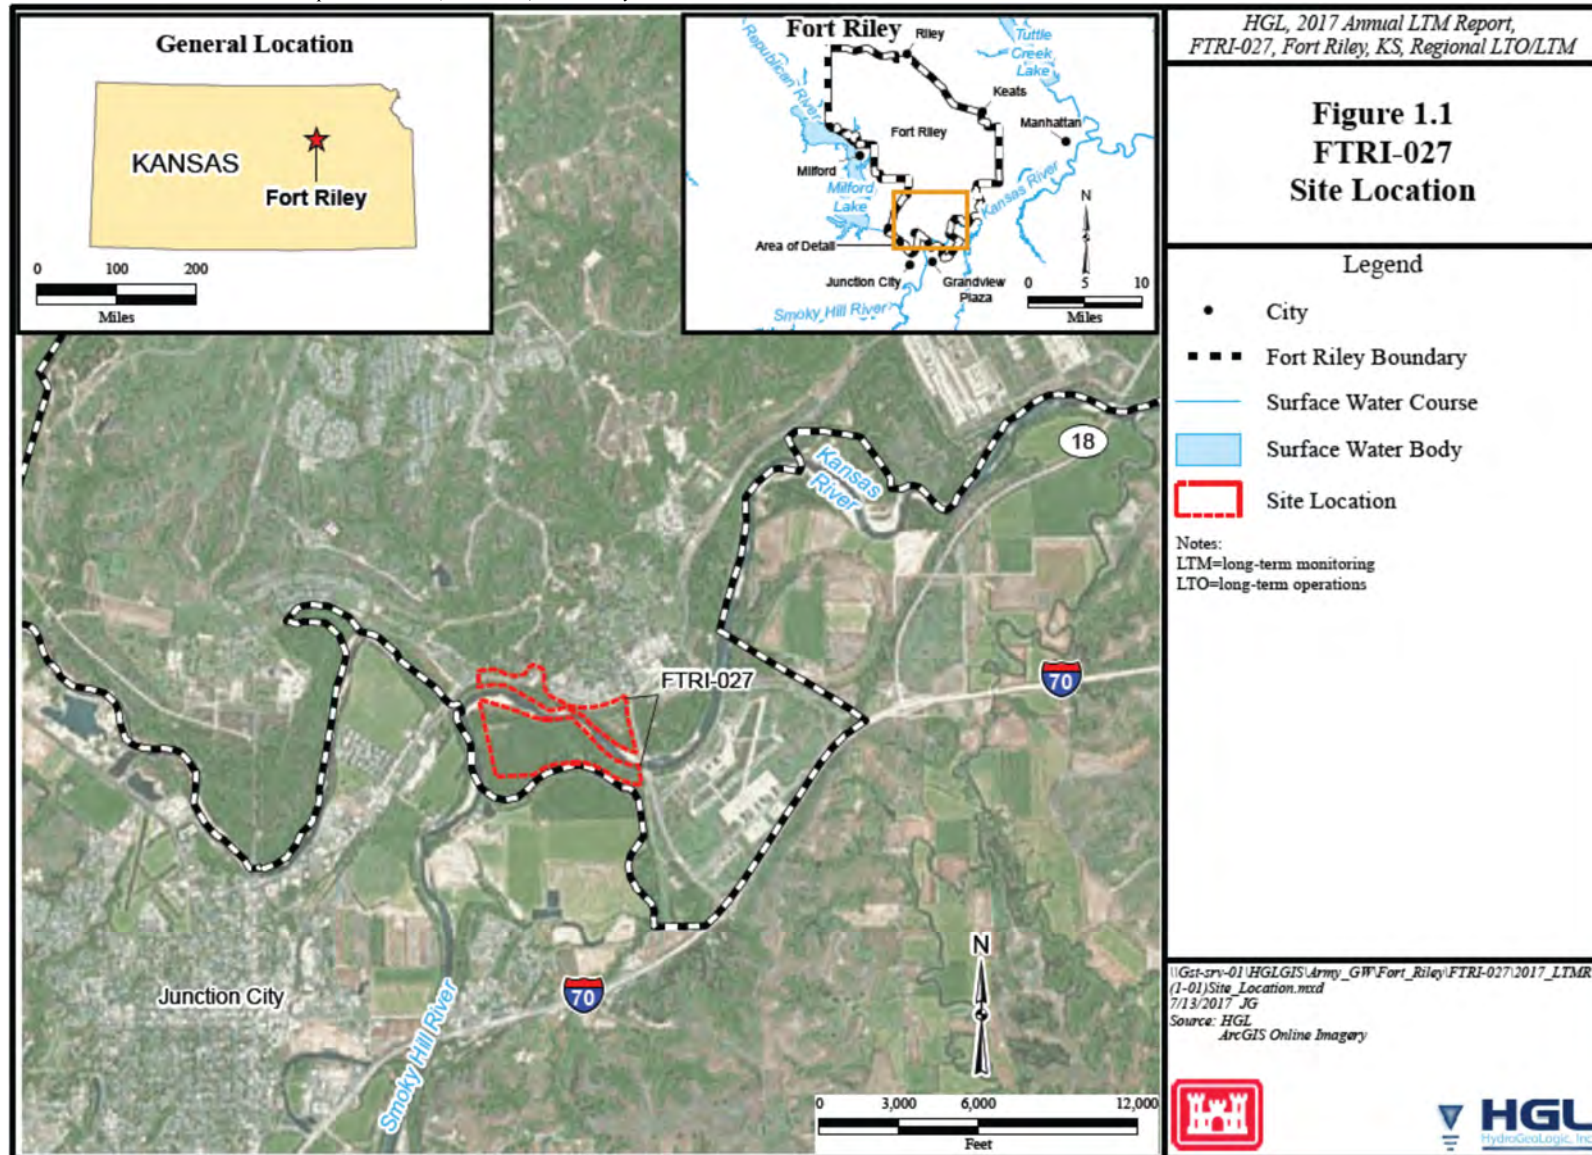 General Location
KANSAS
Fort Riley
0 100 200
Miles
Fort Riley
Riley
Republican River
Tuttle
Creek
Lake
Keats
Manhattan
Fort Riley
Milford
Milford
Lake
Kansas River
N
Area of Detail
Junction City
Grandview
Plaza
0 5 10
Miles
Smoky Hill River
HGL, 2017 Annual LTM Report,
FTRI-027, Fort Riley, KS, Regional LTO/LTM
Figure 1.1
FTRI-027
Site Location
Legend
City
Fort Riley Boundary
Surface Water Course
Surface Water Body
Site Location
Notes:
LTM=long-term monitoring
LTO=long-term operations
18
Kansas
River
FTRI-027
70
70
Junction City
Smoky Hill River
N
0 3,000 6,000 12,000
Feet
\\Gst-srv-01\HGLGIS\Army_GW\Fort_Riley\FTRI-027\2017_LTMR
(1-01)Site_Location.mxd
7/13/2017 JG
Source: HGL
ArcGIS Online Imagery
HGL
HydroGeoLogic, Inc